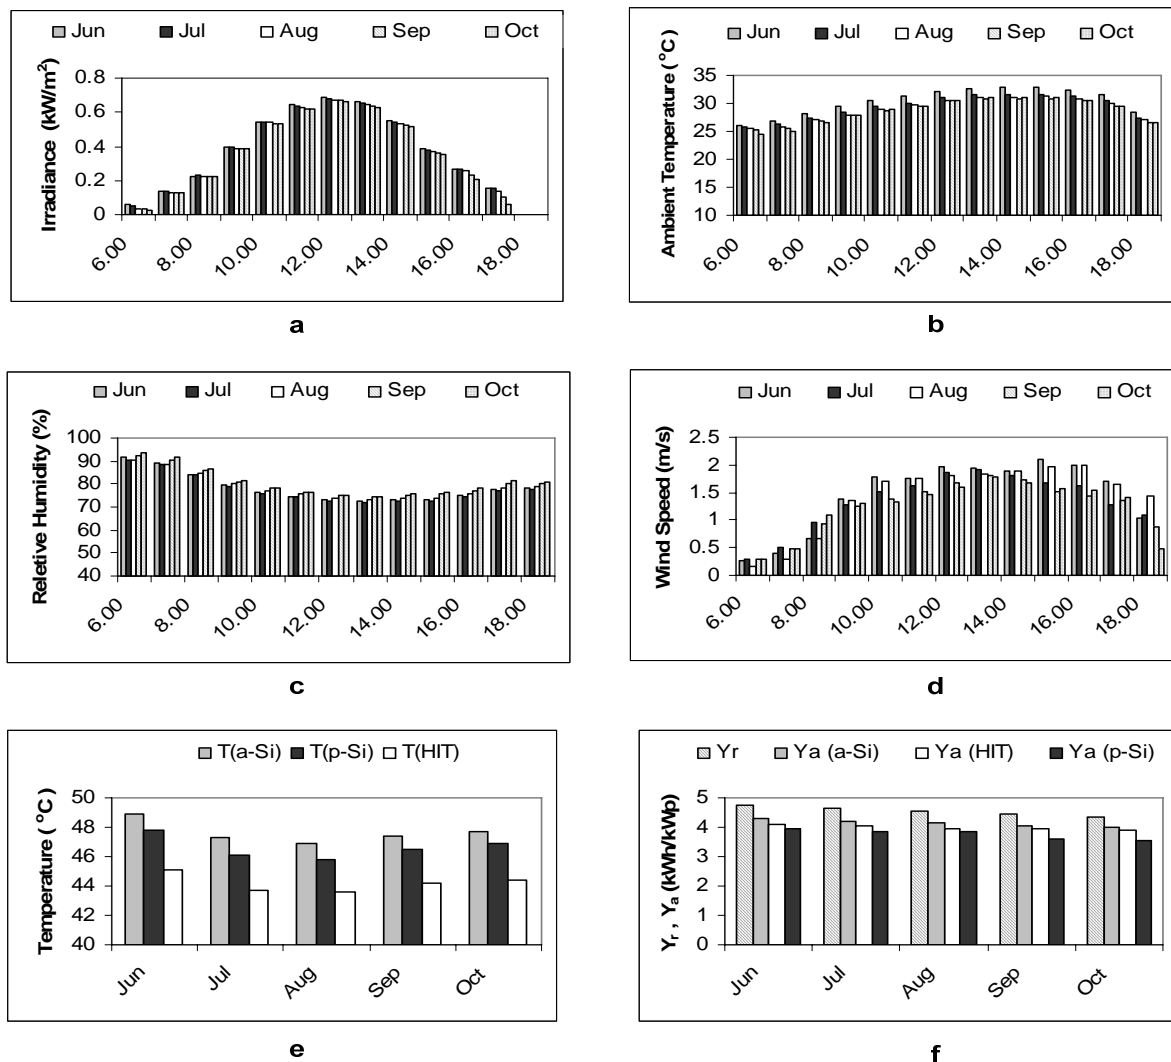 Jun Jul Aug Sep Oct
Irradiance (kW/m²)
0.8
0.6
0.4
0.2
0
6.00 8.00 10.00 12.00 14.00 16.00 18.00
a
Jun Jul Aug Sep Oct
Ambient Temperature ( °C)
35
30
25
20
15
10
6.00 8.00 10.00 12.00 14.00 16.00 18.00
b
Jun Jul Aug Sep Oct
Reletive Humidity (%)
100
90
80
70
60
50
40
6.00 8.00 10.00 12.00 14.00 16.00 18.00
c
Jun Jul Aug Sep Oct
Wind Speed (m/s)
2.5
2
1.5
1
0.5
0
6.00 8.00 10.00 12.00 14.00 16.00 18.00
d
T(a-Si) T(p-Si) T(HIT)
Temperature ( °C)
50
48
46
44
42
40
Jun Jul Aug Sep Oct
e
Yr Ya (a-Si) Ya (HIT) Ya (p-Si)
Yr , Ya (kWh/kWp)
5
4
3
2
1
0
Jun Jul Aug Sep Oct
f